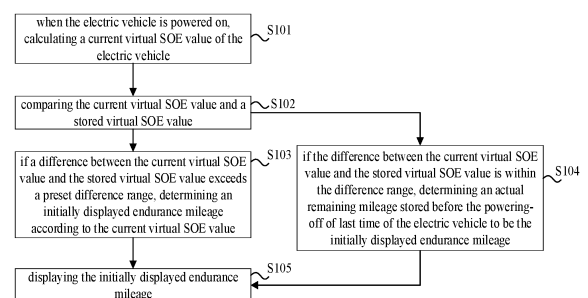 when the electric vehicle is powered on,
calculating a current virtual SOE value of the
electric vehicle
S101
comparing the current virtual SOE value and a
stored virtual SOE value
S102
if a difference between the current virtual SOE
value and the stored virtual SOE value exceeds
a preset difference range, determining an
initially displayed endurance mileage
according to the current virtual SOE value
S103
if the difference between the current virtual SOE
value and the stored virtual SOE value is within
the difference range, determining an actual
remaining mileage stored before the powering-
off of last time of the electric vehicle to be the
initially displayed endurance mileage
S104
displaying the initially displayed endurance
mileage
S105